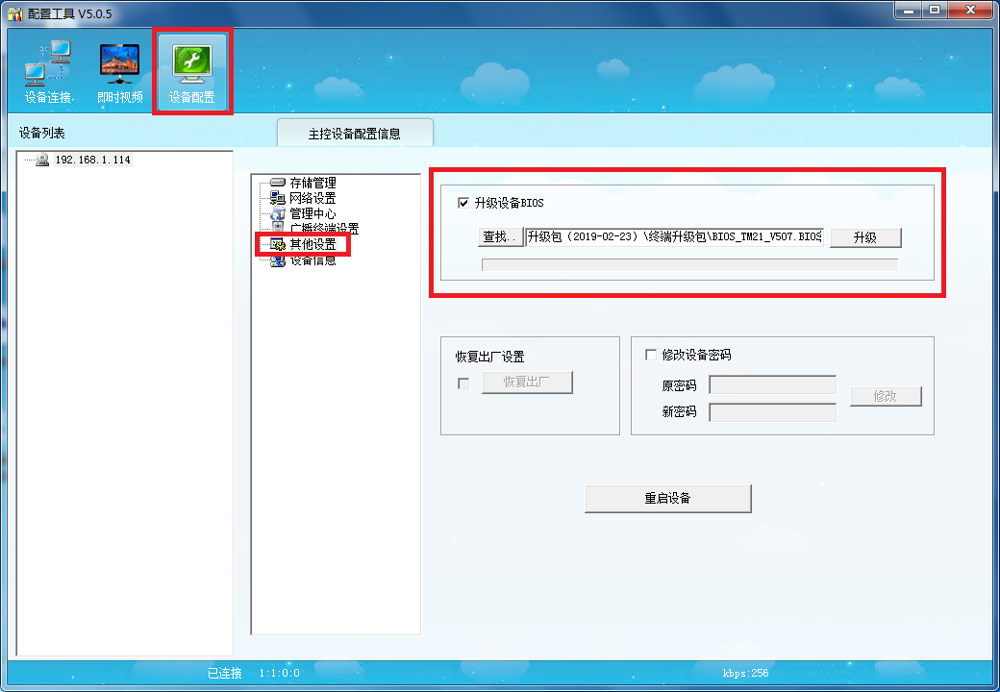 配置工具 V5.0.5
设备连接
即时视频
设备配置
设备列表
主控设备配置信息
192.168.1.114
存储管理
网络设置
管理中心
广播终端设置
其他设置
设备信息
升级设备BIOS
查找..
升级包（2019-02-23）\终端升级包\BIOS_TM21_V507.BIOS
升级
恢复出厂设置
恢复出厂
修改设备密码
原密码
新密码
修改
重启设备
已连接 1:1:0:0
kbps:256